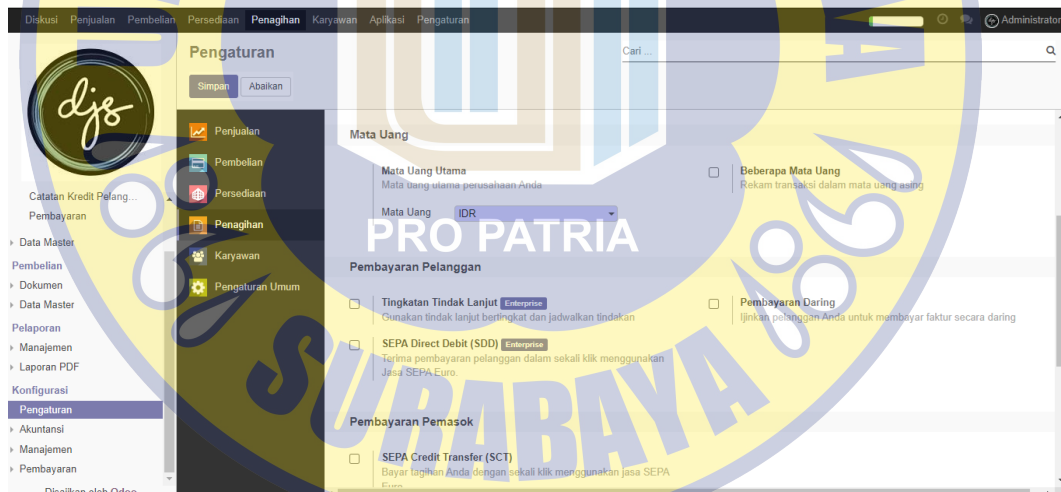 Diskusi Penjualan Pembelian Persediaan Penagihan Karyawan Aplikasi Pengaturan Administrator
Pengaturan
Cari ...
Simpan Abaikan
djs
Catatan Kredit Pelang...
Pembayaran
Data Master
Pembelian
Dokumen
Data Master
Pelaporan
Manajemen
Laporan PDF
Konfigurasi
Pengaturan
Akuntansi
Manajemen
Pembayaran
Disajikan oleh Odoo
Penjualan
Pembelian
Persediaan
Penagihan
Karyawan
Pengaturan Umum
Mata Uang
Mata Uang Utama
Mata uang utama perusahaan Anda
Mata Uang IDR
Beberapa Mata Uang
Rekam transaksi dalam mata uang asing
PRO PATRIA
Pembayaran Pelanggan
Tingkatan Tindak Lanjut Enterprise
Gunakan tindak lanjut bertingkat dan jadwalkan tindakan
Pembayaran Daring
Ijinkan pelanggan Anda untuk membayar faktur secara daring
SEPA Direct Debit (SDD) Enterprise
Terima pembayaran pelanggan dalam sekali klik menggunakan
Jasa SEPA Euro.
Pembayaran Pemasok
SEPA Credit Transfer (SCT)
Bayar tagihan Anda dengan sekali klik menggunakan jasa SEPA
Euro.
SURABAYA